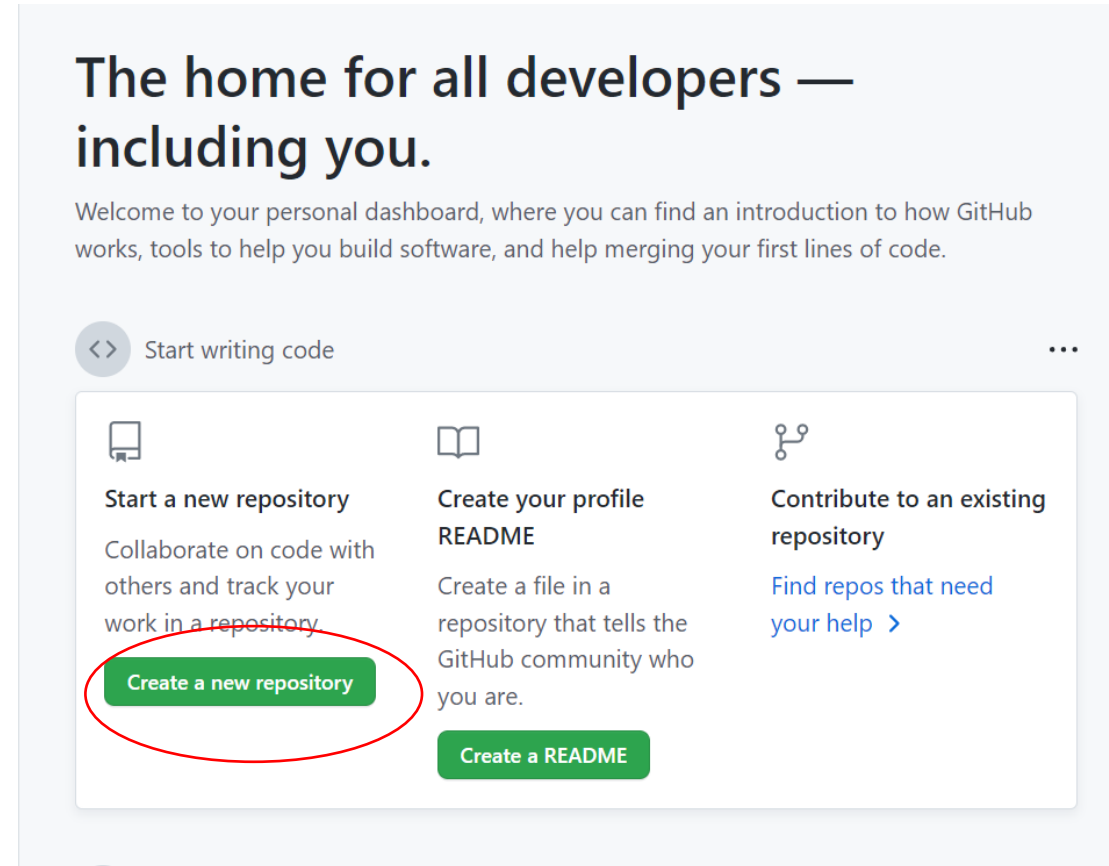 The home for all developers —
including you.
Welcome to your personal dashboard, where you can find an introduction to how GitHub
works, tools to help you build software, and help merging your first lines of code.
Start writing code
Start a new repository
Collaborate on code with
others and track your
work in a repository.
Create a new repository
Create your profile
README
Create a file in a
repository that tells the
GitHub community who
you are.
Create a README
Contribute to an existing
repository
Find repos that need
your help